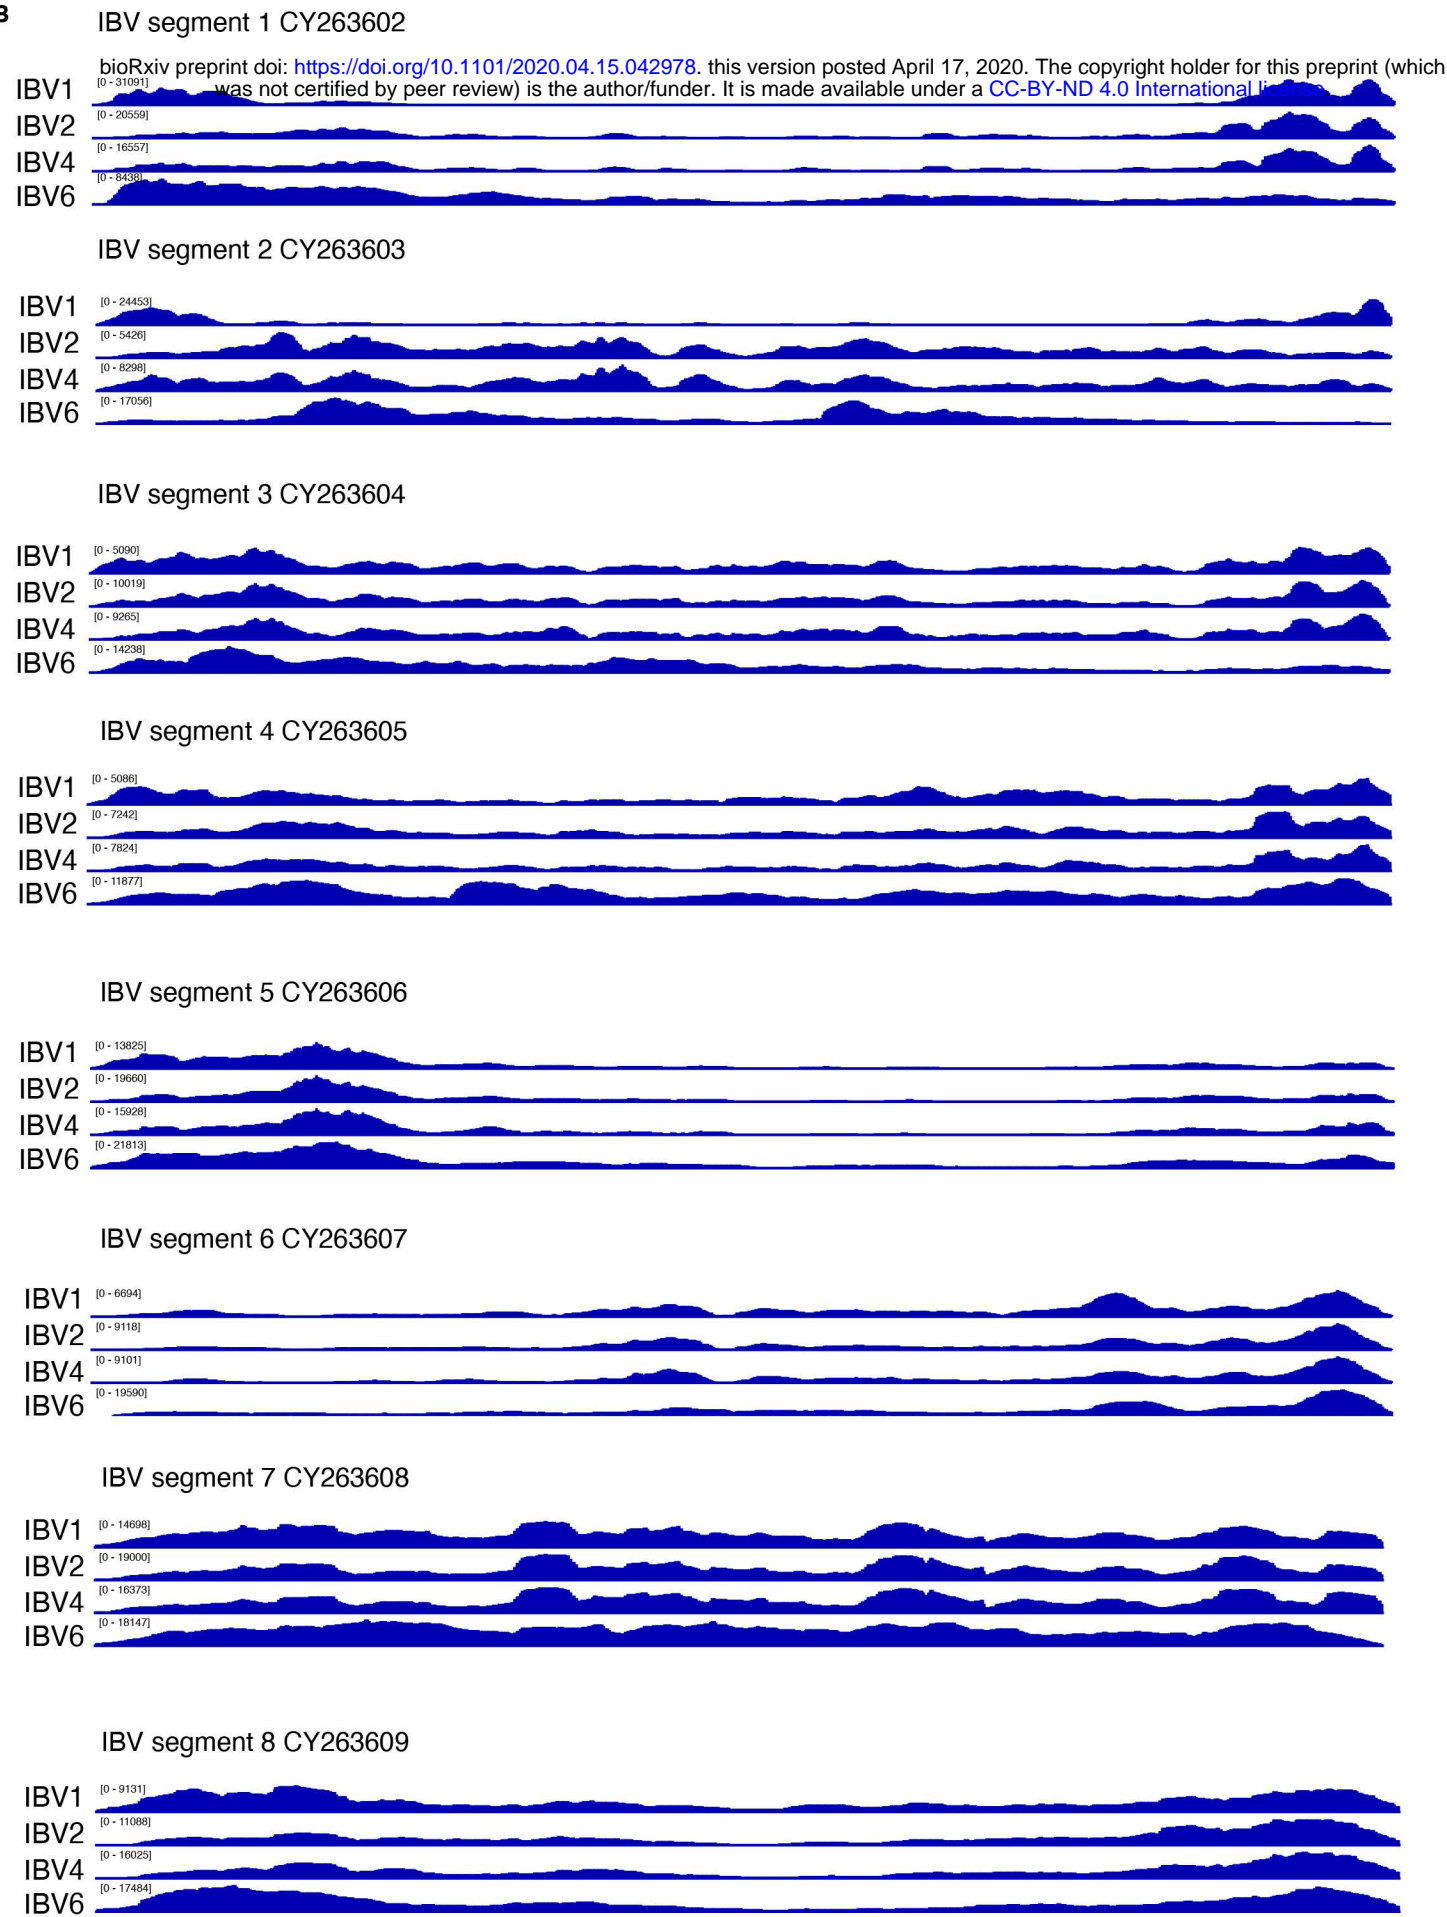 B
IBV segment 1 CY263602
bioRxiv preprint doi: https://doi.org/10.1101/2020.04.15.042978. this version posted April 17, 2020. The copyright holder for this preprint (which
was not certified by peer review) is the author/funder. It is made available under a CC-BY-ND 4.0 International license.
IBV1 [0 - 31091]
IBV2 [0 - 20559]
IBV4 [0 - 16557]
IBV6 [0 - 8438]
IBV segment 2 CY263603
IBV1 [0 - 24453]
IBV2 [0 - 5426]
IBV4 [0 - 8298]
IBV6 [0 - 17056]
IBV segment 3 CY263604
IBV1 [0 - 5090]
IBV2 [0 - 10019]
IBV4 [0 - 9265]
IBV6 [0 - 14238]
IBV segment 4 CY263605
IBV1 [0 - 5086]
IBV2 [0 - 7242]
IBV4 [0 - 7824]
IBV6 [0 - 11877]
IBV segment 5 CY263606
IBV1 [0 - 13825]
IBV2 [0 - 19660]
IBV4 [0 - 15928]
IBV6 [0 - 21813]
IBV segment 6 CY263607
IBV1 [0 - 6694]
IBV2 [0 - 9118]
IBV4 [0 - 9101]
IBV6 [0 - 19590]
IBV segment 7 CY263608
IBV1 [0 - 14698]
IBV2 [0 - 19000]
IBV4 [0 - 16373]
IBV6 [0 - 18147]
IBV segment 8 CY263609
IBV1 [0 - 9131]
IBV2 [0 - 11088]
IBV4 [0 - 16025]
IBV6 [0 - 17484]